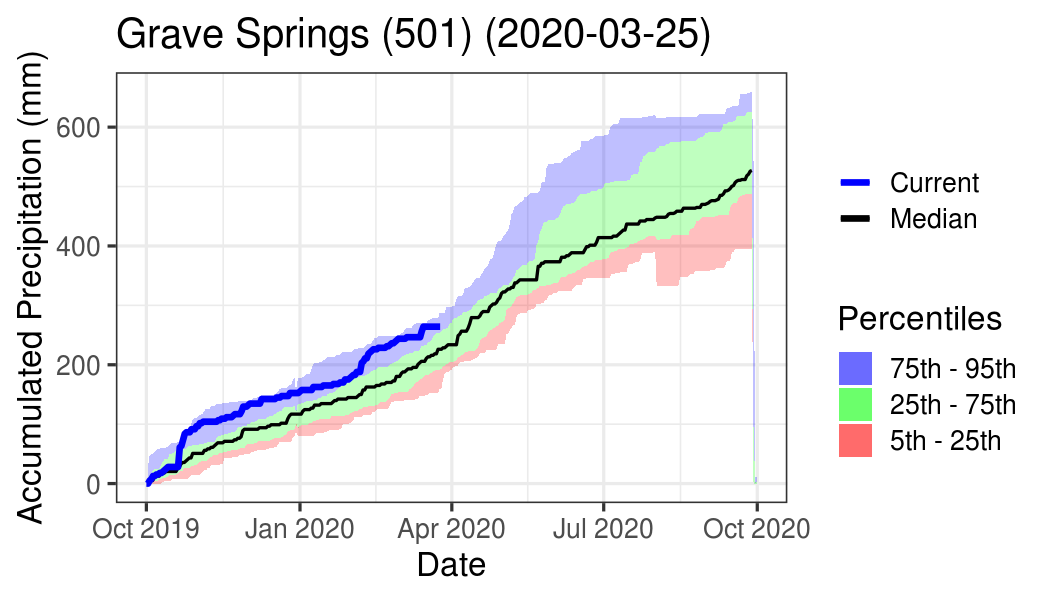 Grave Springs (501) (2020-03-25)
Accumulated Precipitation (mm)
600
400
200
0
Oct 2019 Jan 2020 Apr 2020 Jul 2020 Oct 2020
Date
Current
Median
Percentiles
75th - 95th
25th - 75th
5th - 25th